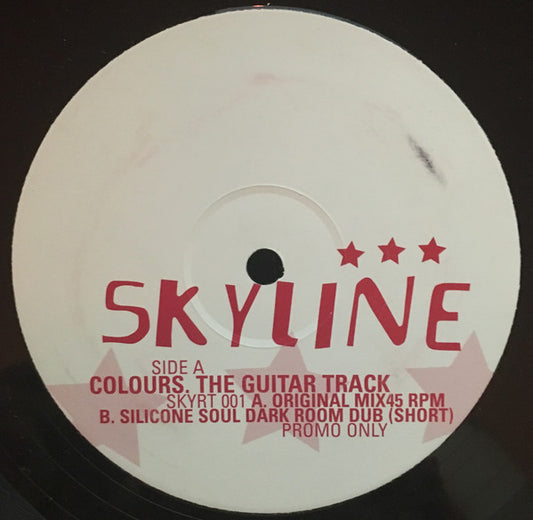 SKYLINE
SIDE A
COLOURS. THE GUITAR TRACK
SKYRT 001 A. ORIGINAL MIX45 RPM
B. SILICONE SOUL DARK ROOM DUB (SHORT)
PROMO ONLY